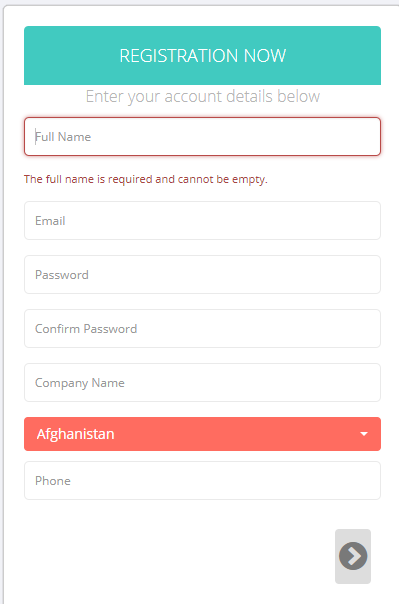 REGISTRATION NOW
Enter your account details below
Full Name
The full name is required and cannot be empty.
Email
Password
Confirm Password
Company Name
Afghanistan
Phone